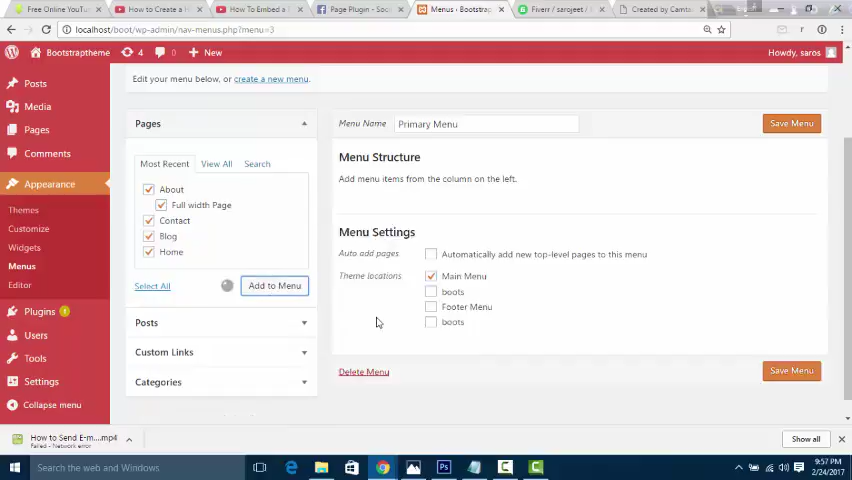 Free Online YouTu
How to Create a
How To Embed a
Page Plugin - Soc
Menus ‹ Bootstrap
Fiverr / sarojeet /
Created by Camta
localhost/boot/wp-admin/nav-menus.php?menu=3
Bootstraptheme
4
0
New
Howdy, saros
Edit your menu below, or create a new menu.
Posts
Media
Pages
Comments
Appearance
Themes
Customize
Widgets
Menus
Editor
Plugins 1
Users
Tools
Settings
Collapse menu
Pages
Most Recent
View All
Search
About
Full width Page
Contact
Blog
Home
Select All
Add to Menu
Posts
Custom Links
Categories
Menu Name
Primary Menu
Save Menu
Menu Structure
Add menu items from the column on the left.
Menu Settings
Auto add pages
Automatically add new top-level pages to this menu
Theme locations
Main Menu
boots
Footer Menu
boots
Delete Menu
Save Menu
How to Send E-m....mp4
Failed - Network error
Show all
Search the web and Windows
9:57 PM
2/24/2017